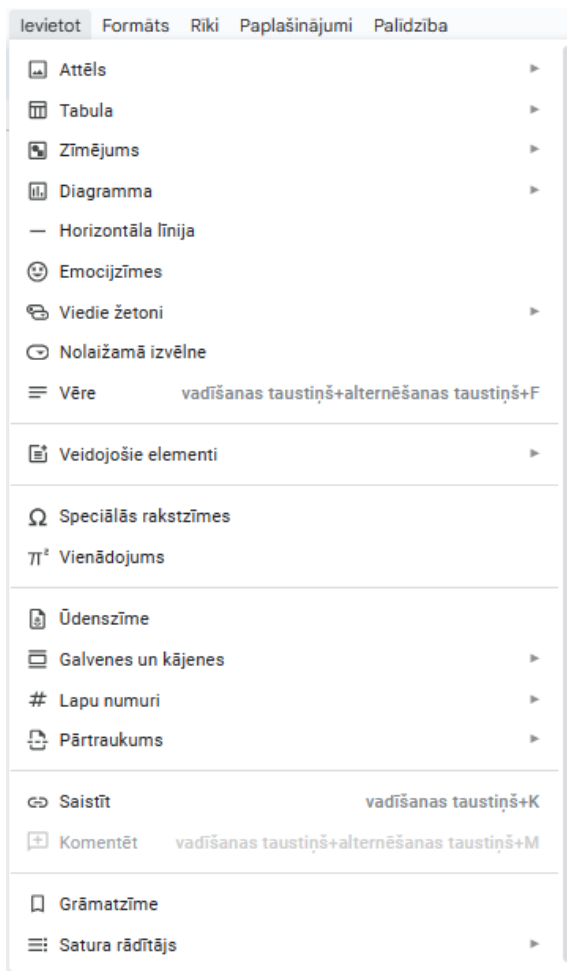 Ievietot Formāts Rīki Paplašinājumi Palīdzība
Attēls
Tabula
Zīmējums
Diagramma
Horizontāla līnija
Emocijzīmes
Viedie žetoni
Nolaižamā izvēlne
Vēre vadīšanas taustiņš+alternēšanas taustiņš+F
Veidojošie elementi
Ω Speciālās rakstzīmes
π² Vienādojums
Ūdenszīme
Galvenes un kājenes
# Lapu numuri
Pārtraukums
Saistīt vadīšanas taustiņš+K
Komentēt vadīšanas taustiņš+alternēšanas taustiņš+M
Grāmatzīme
Satura rādītājs